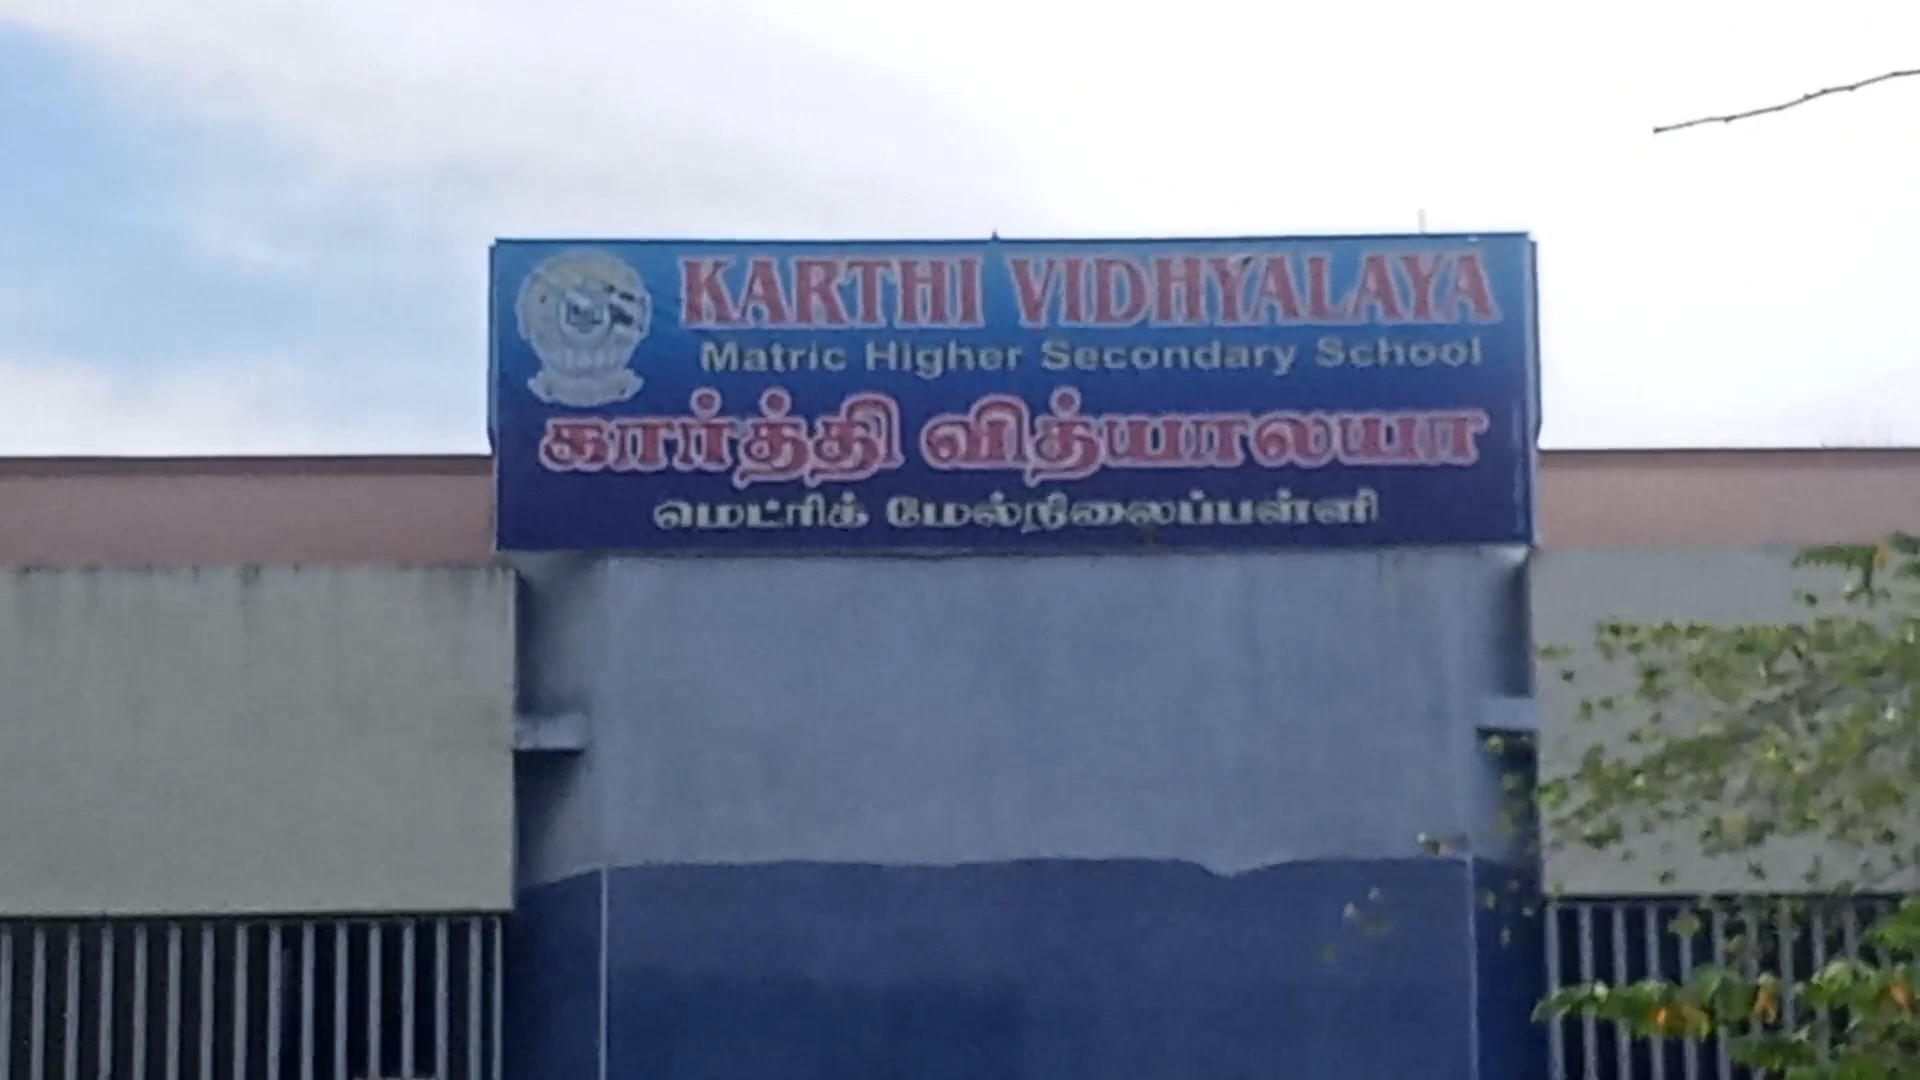 KARTHI VIDHYALAYA
Matric Higher Secondary School
கார்த்தி வித்யாலயா
மெட்ரிக் மேல்நிலைப்பள்ளி